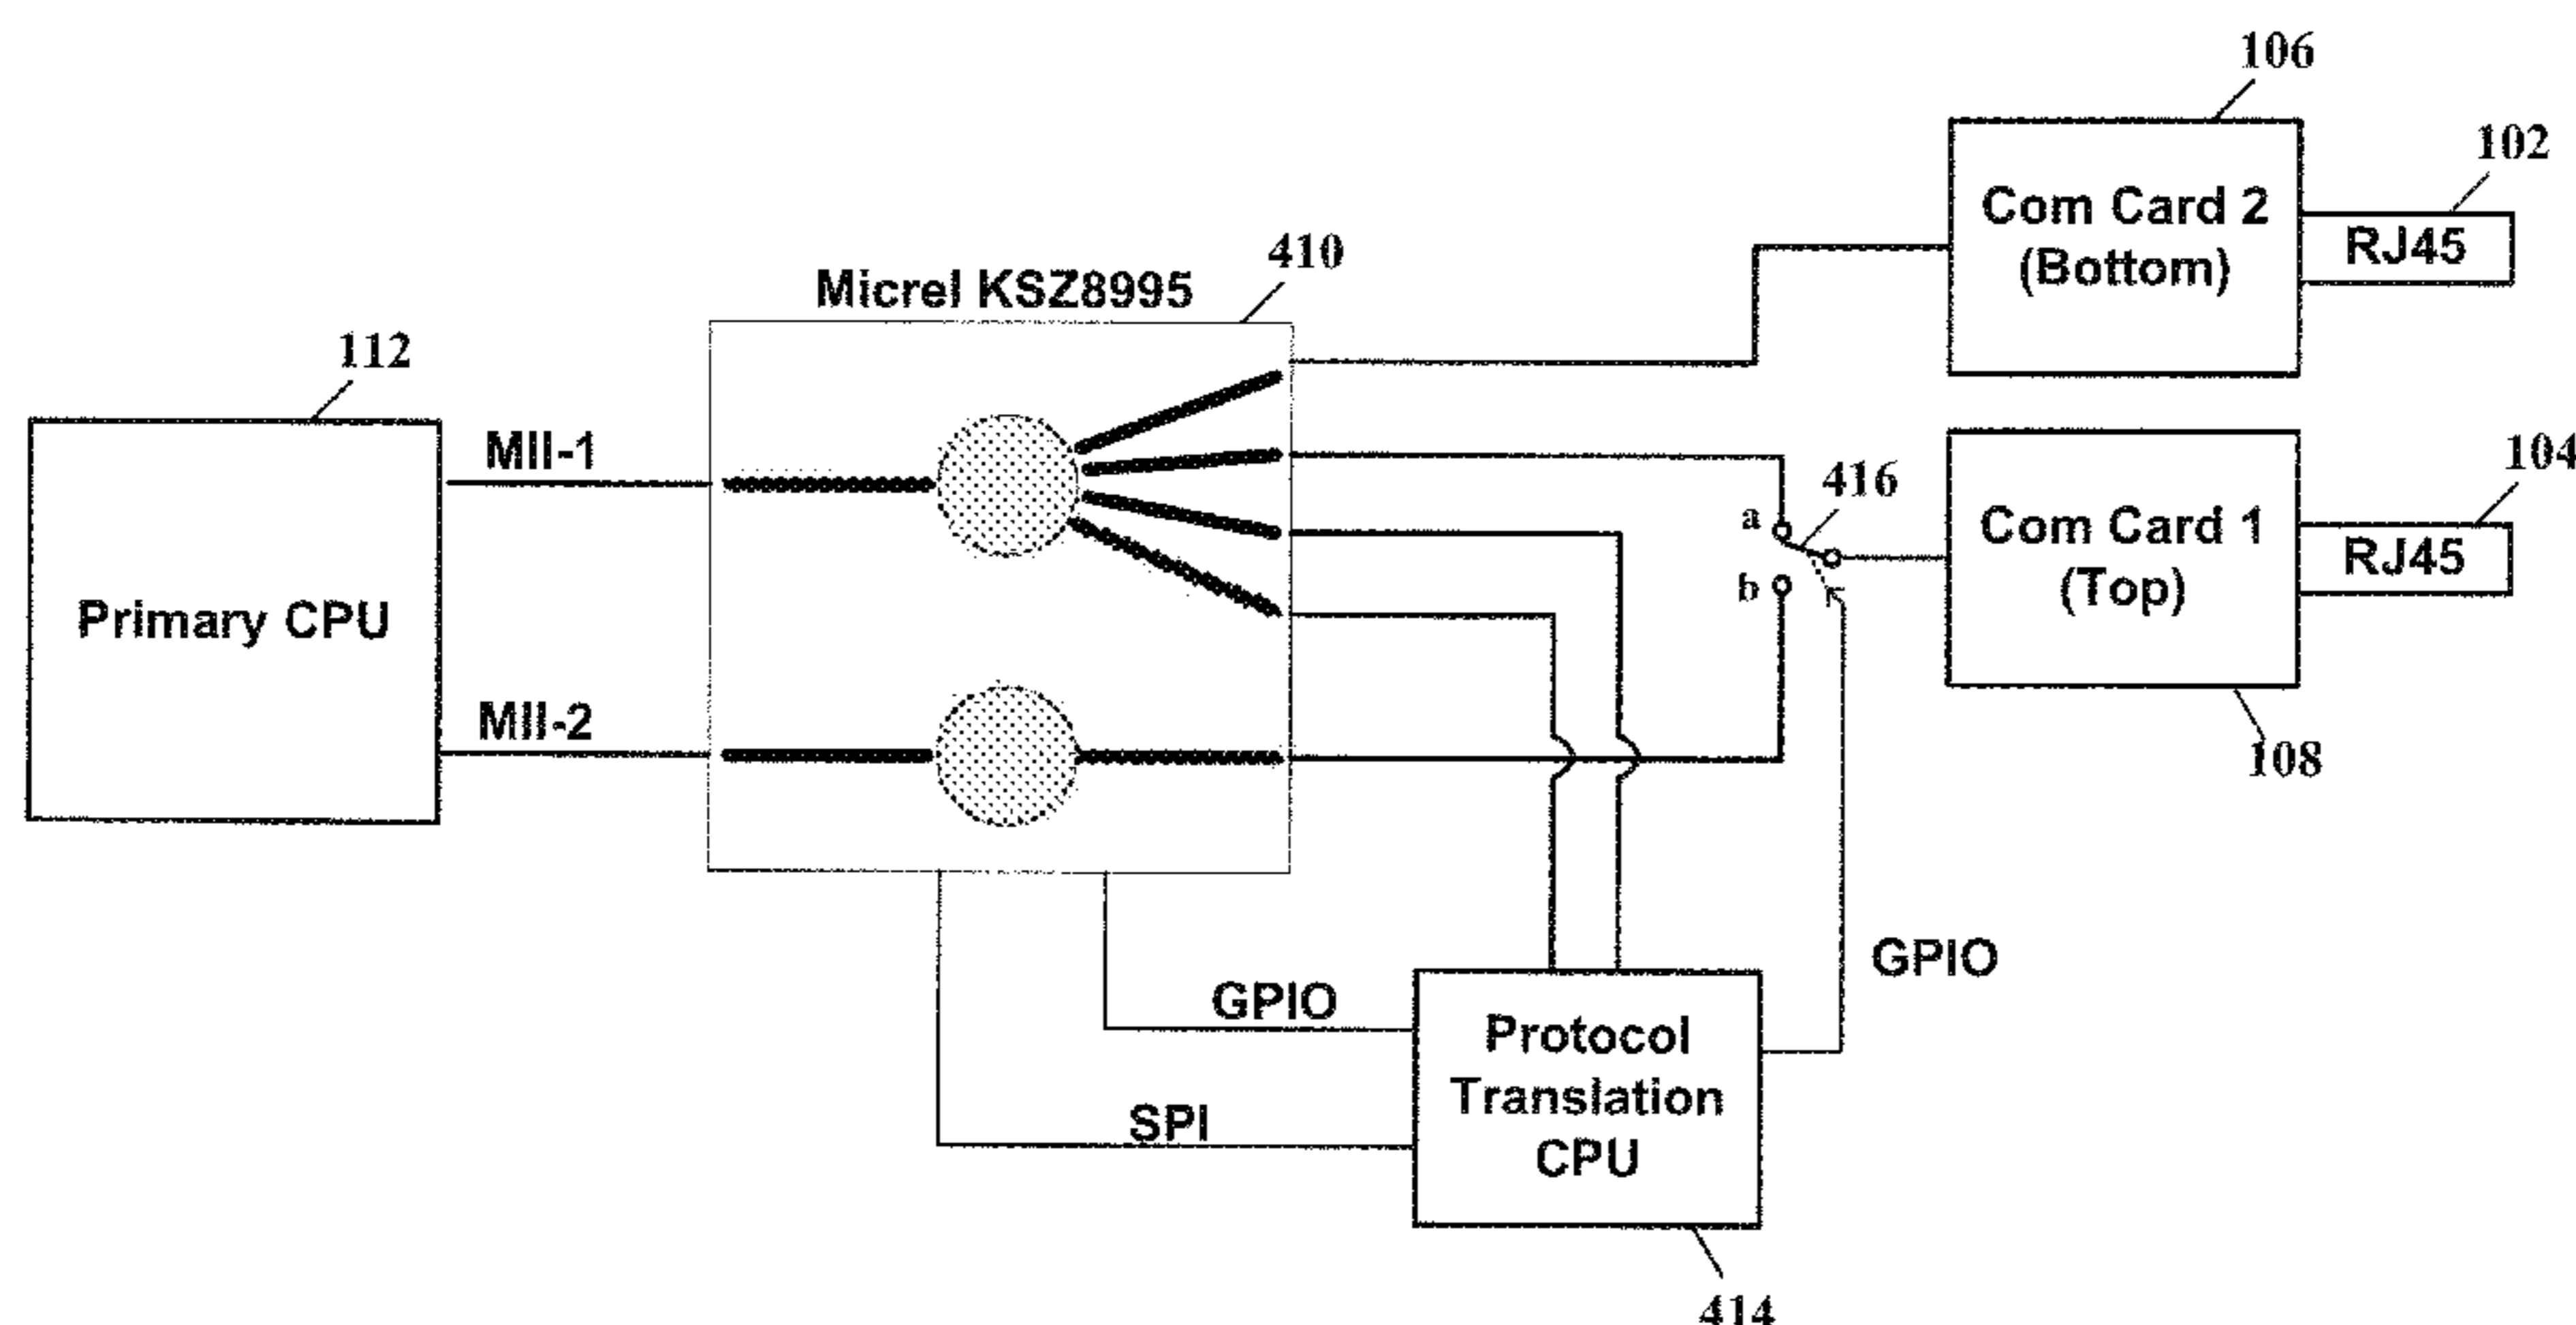 106
102
Com Card 2
(Bottom)
RJ45
410
Micrel KSZ8995
112
MII-1
104
416
a
Com Card 1
(Top)
RJ45
b
Primary CPU
MII-2
108
GPIO
GPIO
Protocol
Translation
CPU
SPI
414